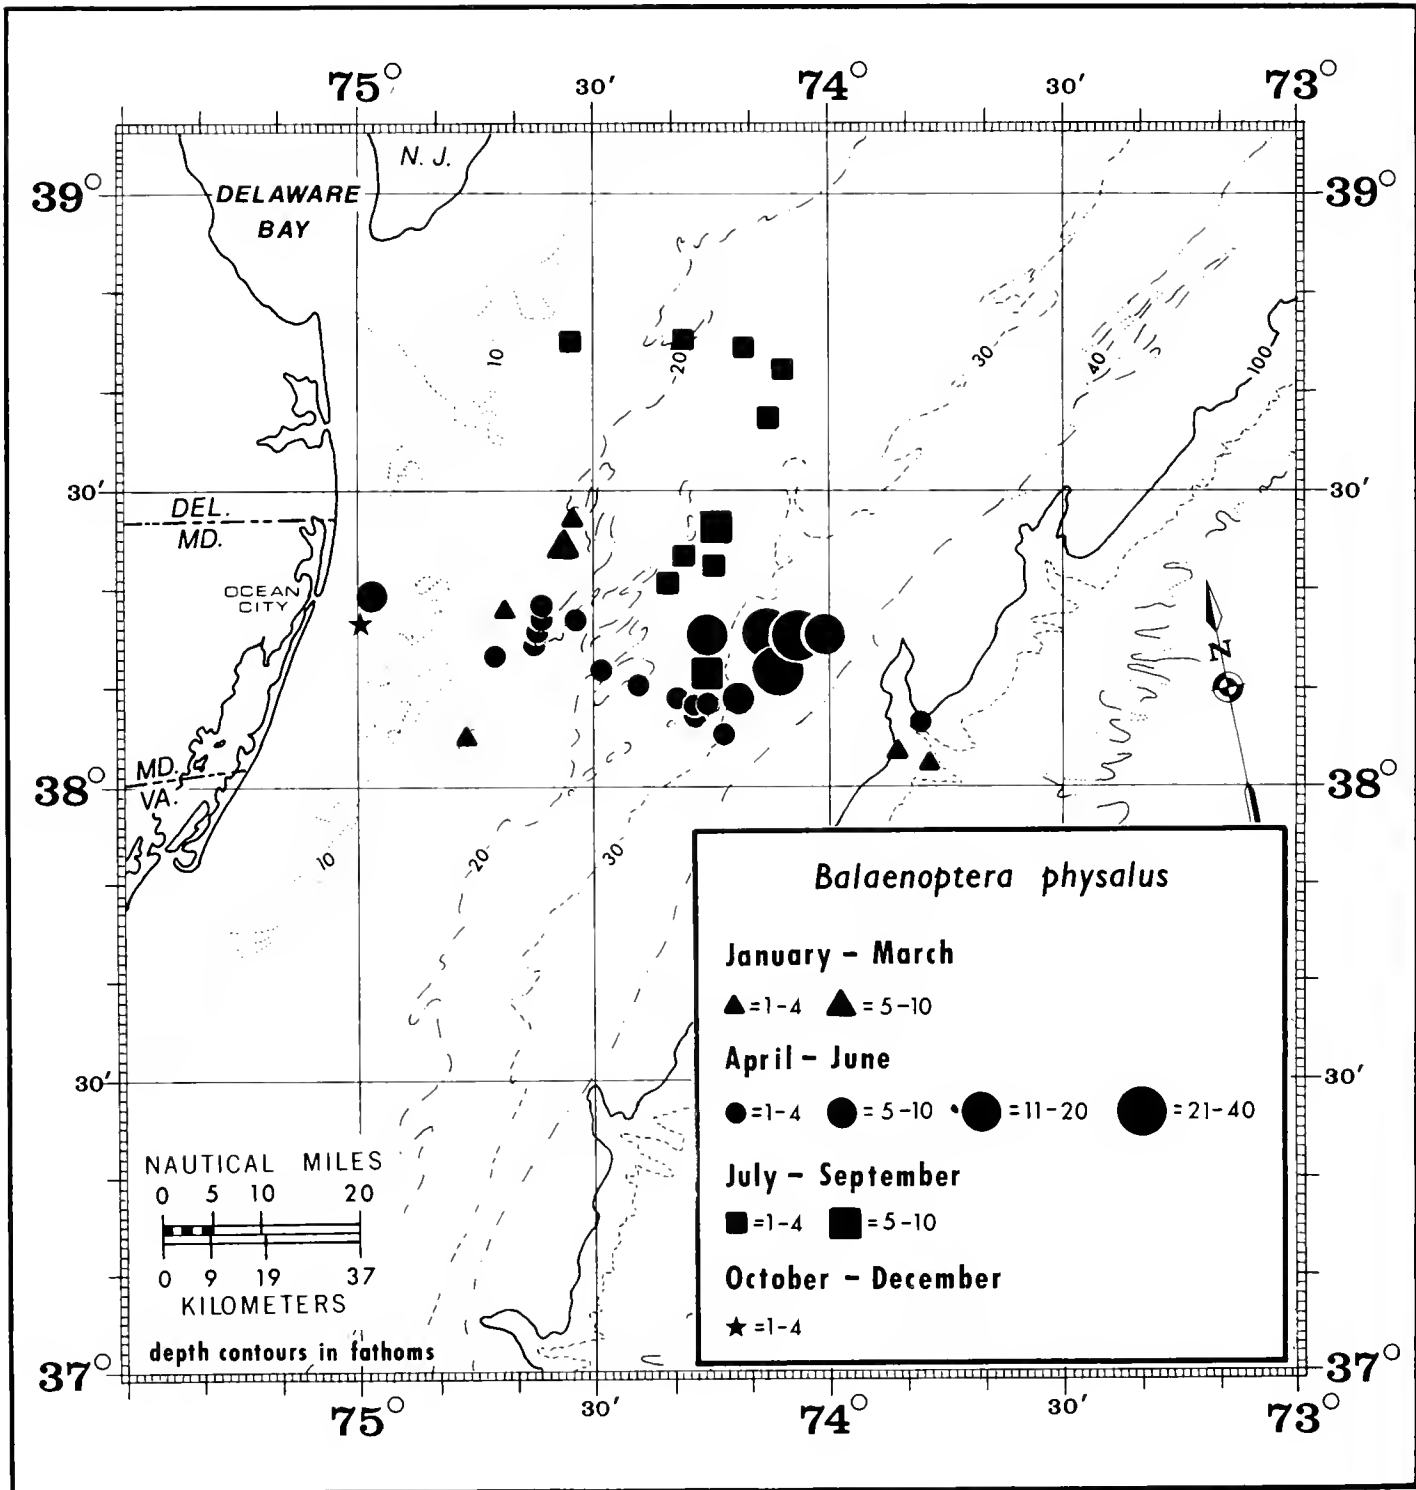 75° 30′ 74° 30′ 73°
N. J.
39° DELAWARE 39°
BAY
10 20 30 40 100
30′ 30′
DEL.
MD.
OCEAN
CITY
N
MD.
38° 38°
VA.
10 20 30
Balaenoptera physalus
January – March
=1-4 =5-10
April – June
=1-4 =5-10 =11-20 =21-40
30′ 30′
July – September
=1-4 =5-10
October – December
=1-4
NAUTICAL MILES
0 5 10 20
0 9 19 37
KILOMETERS
depth contours in fathoms
37° 37°
75° 30′ 74° 30′ 73°